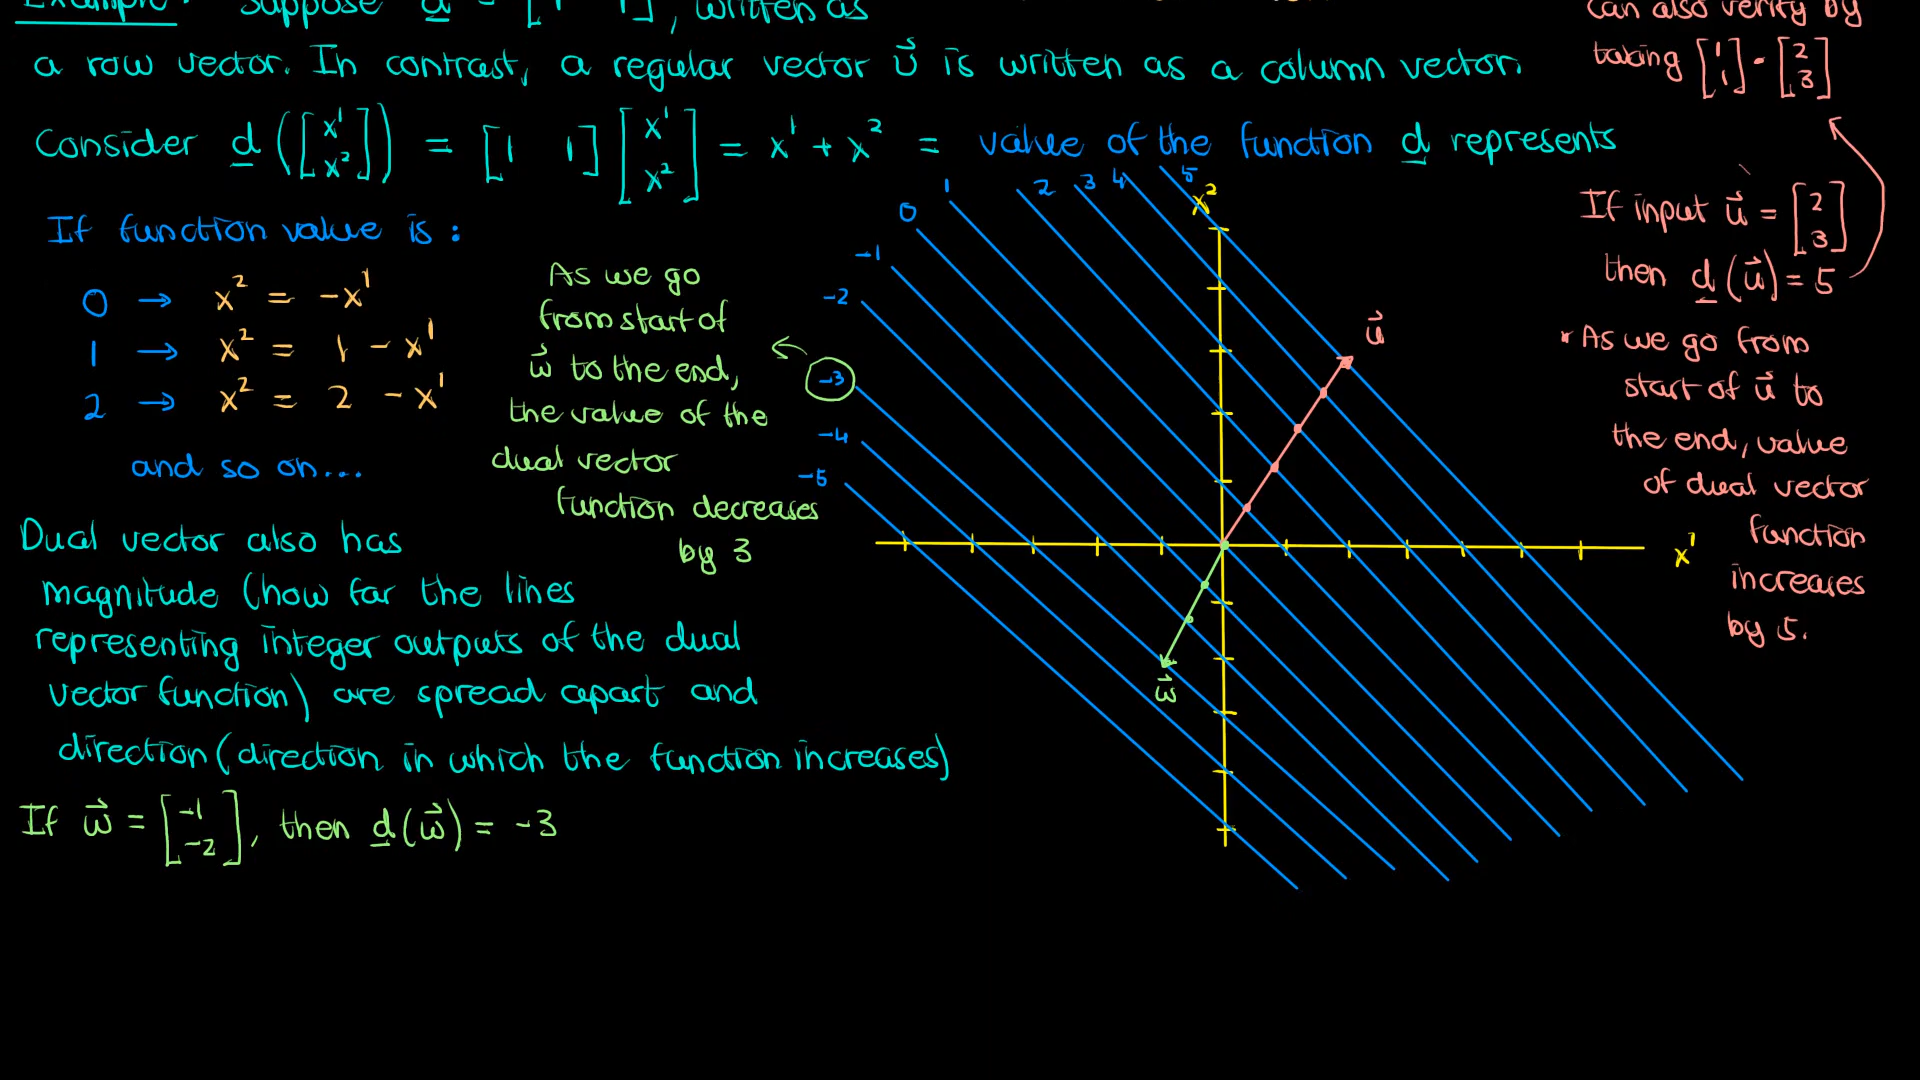 Example: Suppose d = [1 1], written as
a row vector. In contrast, a regular vector u⃗ is written as a column vector.
Consider d([x¹ x²]) = [1 1][x¹ x²] = x¹ + x² = value of the function d represents
If function value is:
0 → x² = -x¹
1 → x² = 1 - x¹
2 → x² = 2 - x¹
and so on...
As we go
from start of
w⃗ to the end,
the value of the
dual vector
function decreases
by 3
Dual vector also has
magnitude (how far the lines
representing integer outputs of the dual
vector function) are spread apart and
direction (direction in which the function increases)
If w⃗ = [-1 -2], then d(w⃗) = -3
5
4
3
2
1
0
-1
-2
-3
-4
-5
x²
x¹
u⃗
w⃗
can also verify by
taking [1 1] · [2 3]
If input u⃗ = [2 3]
then d(u⃗) = 5
* As we go from
start of u⃗ to
the end, value
of dual vector
function
increases
by 5.